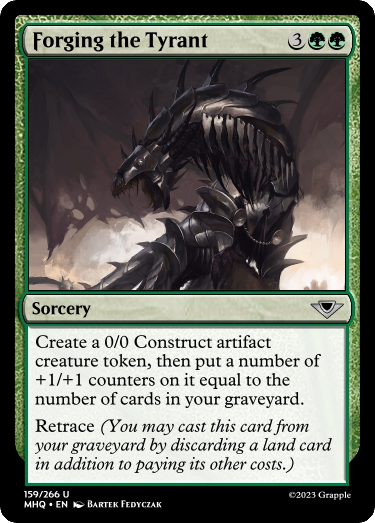 Forging the Tyrant 3
Sorcery
Create a 0/0 Construct artifact
creature token, then put a number of
+1/+1 counters on it equal to the
number of cards in your graveyard.
Retrace (You may cast this card from
your graveyard by discarding a land card
in addition to paying its other costs.)
159/266 U
MHQ • EN Bartek Fedyczak
©2023 Grapple